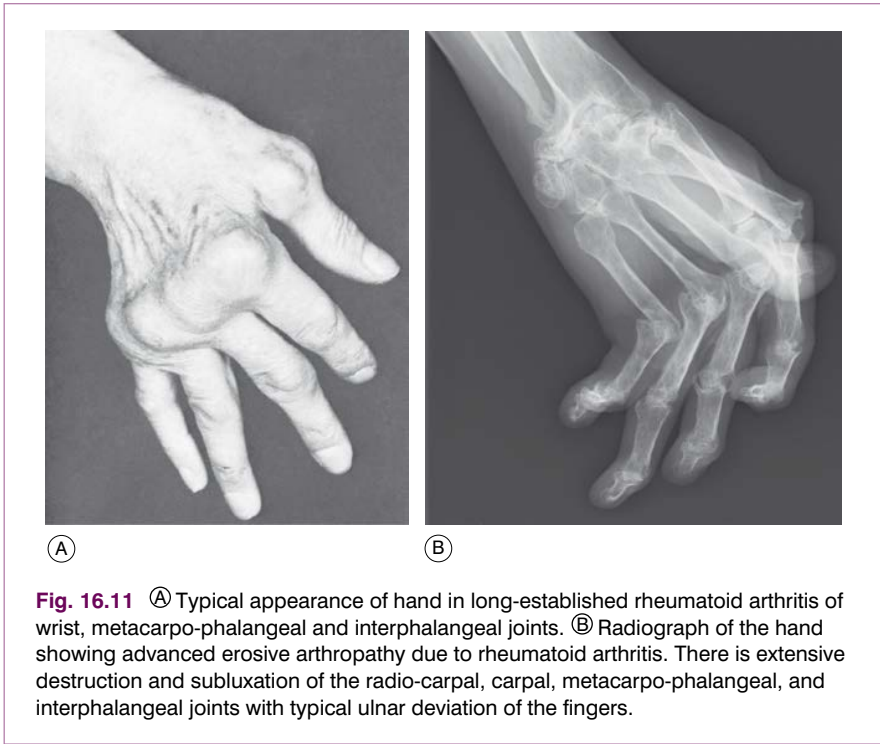 A
B
Fig. 16.11 Ⓐ Typical appearance of hand in long-established rheumatoid arthritis of
wrist, metacarpo-phalangeal and interphalangeal joints. Ⓑ Radiograph of the hand
showing advanced erosive arthropathy due to rheumatoid arthritis. There is extensive
destruction and subluxation of the radio-carpal, carpal, metacarpo-phalangeal, and
interphalangeal joints with typical ulnar deviation of the fingers.